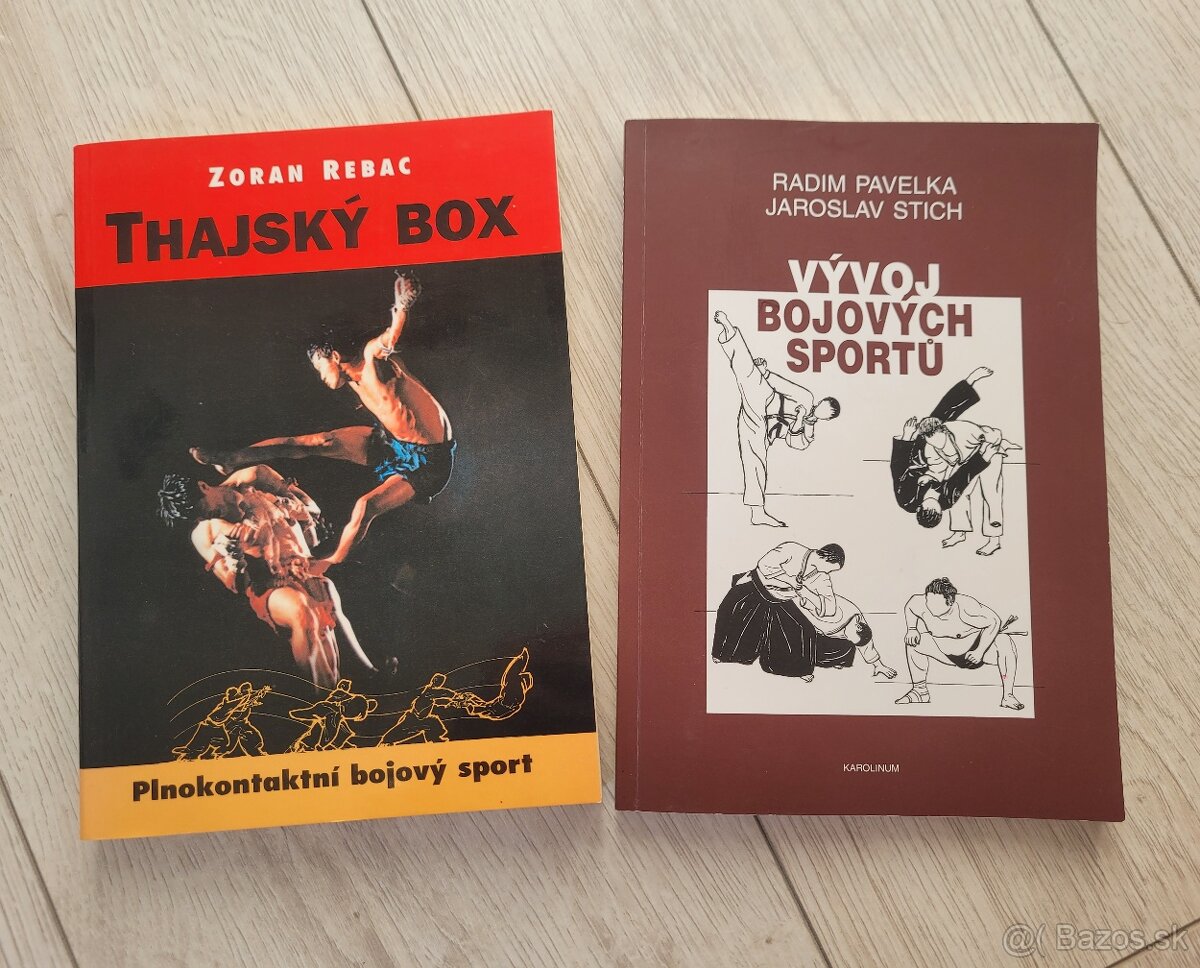 ZORAN REBAC
THAJSKÝ BOX
Plnokontaktní bojový sport
RADIM PAVELKA
JAROSLAV STICH
VÝVOJ
BOJOVÝCH
SPORTŮ
KAROLINUM
@( Bazos.sk